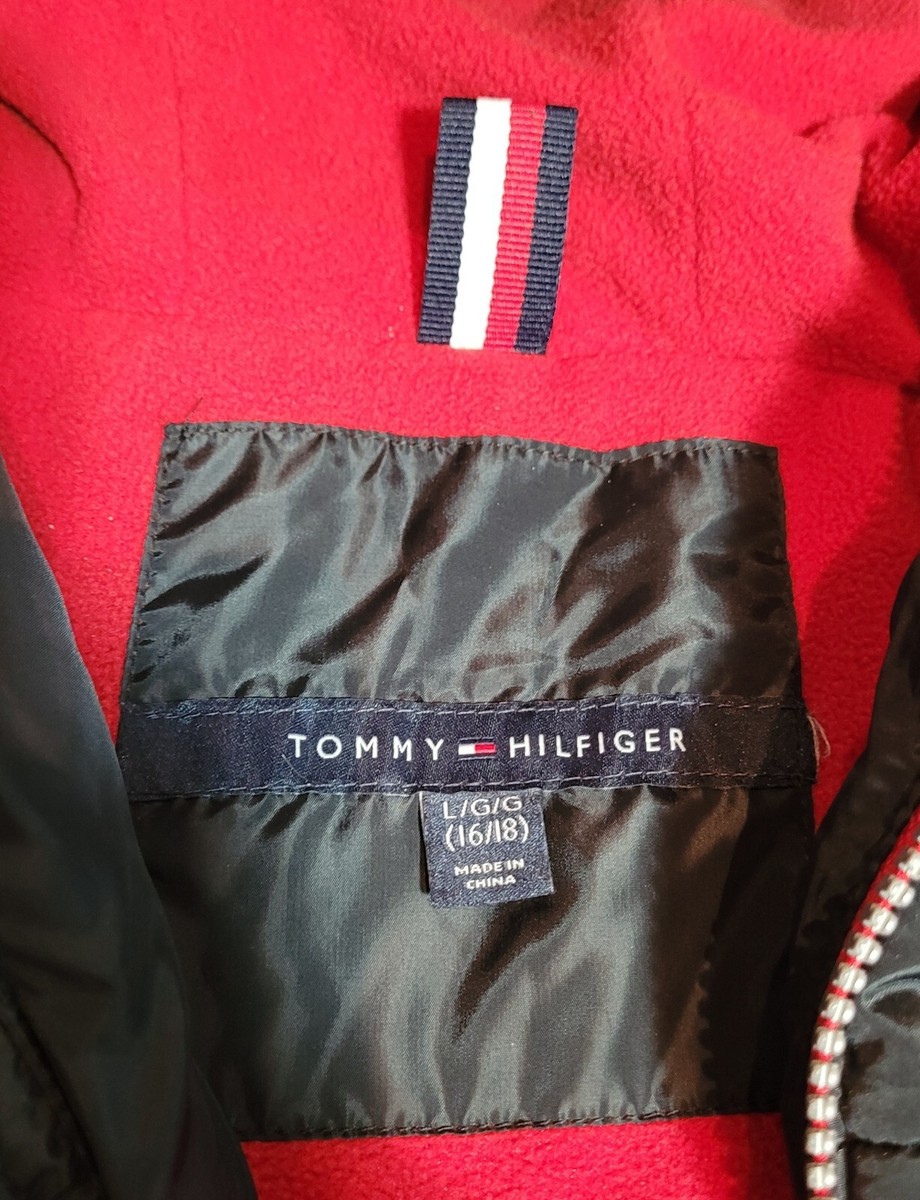 TOMMY HILFIGER
L/G/G
(16/18)
MADE IN
CHINA